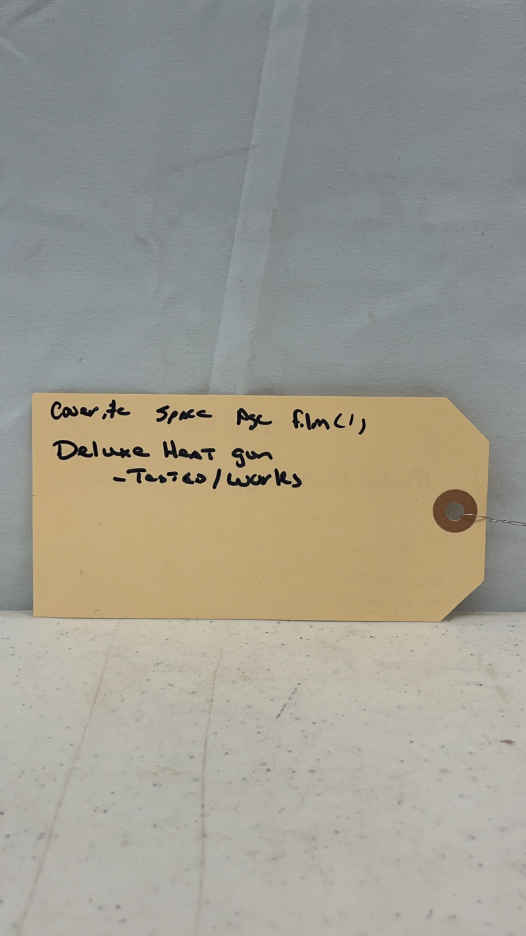 Coverite Space Age film (1)
Deluxe Heat gun
- Tested / works